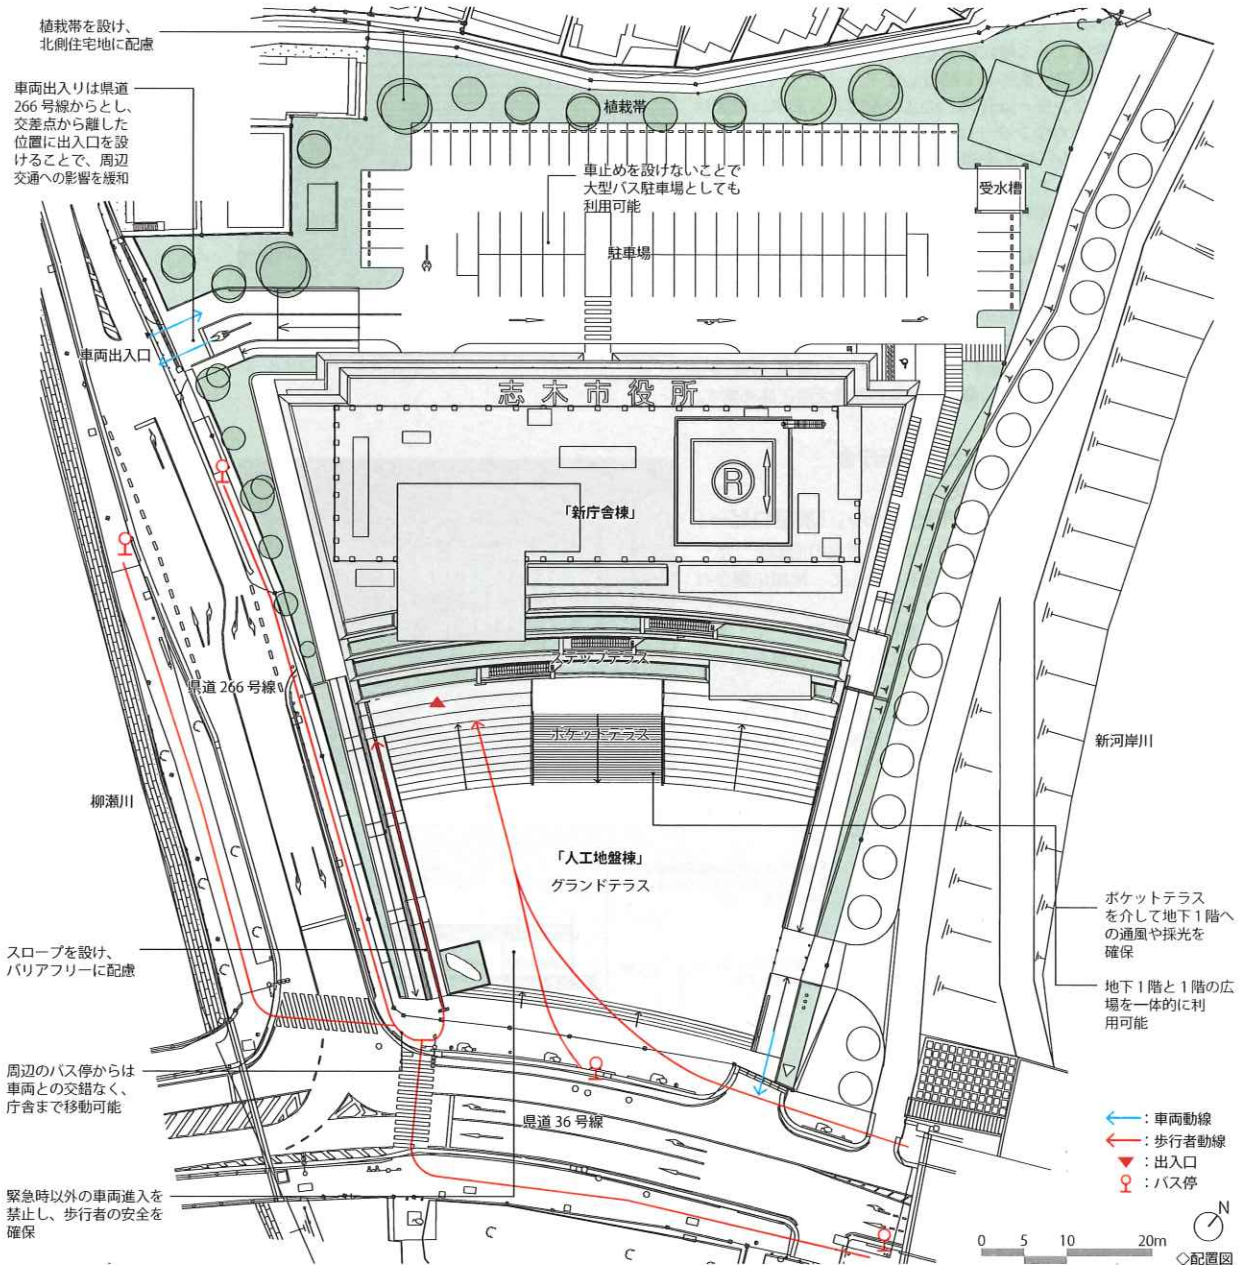 植栽帯を設け、
北側住宅地に配慮
車両出入りは県道
266号線からとし、
交差点から離した
位置に出入口を設
けることで、周辺
交通への影響を緩和
植栽帯
車止めを設けないことで
大型バス駐車場としても
利用可能
受水槽
駐車場
車両出入口
志木市役所
R
「新庁舎棟」
ステップテラス
県道266号線
ポケットテラス
新河岸川
柳瀬川
「人工地盤棟」
グランドテラス
ポケットテラス
を介して地下1階へ
の通風や採光を
確保
スロープを設け、
バリアフリーに配慮
地下1階と1階の広
場を一体的に利
用可能
周辺のバス停からは
車両との交錯なく、
庁舎まで移動可能
県道36号線
：車両動線
：歩行者動線
：出入口
：バス停
緊急時以外の車両進入を
禁止し、歩行者の安全を
確保
N
0 5 10 20m
◇配置図